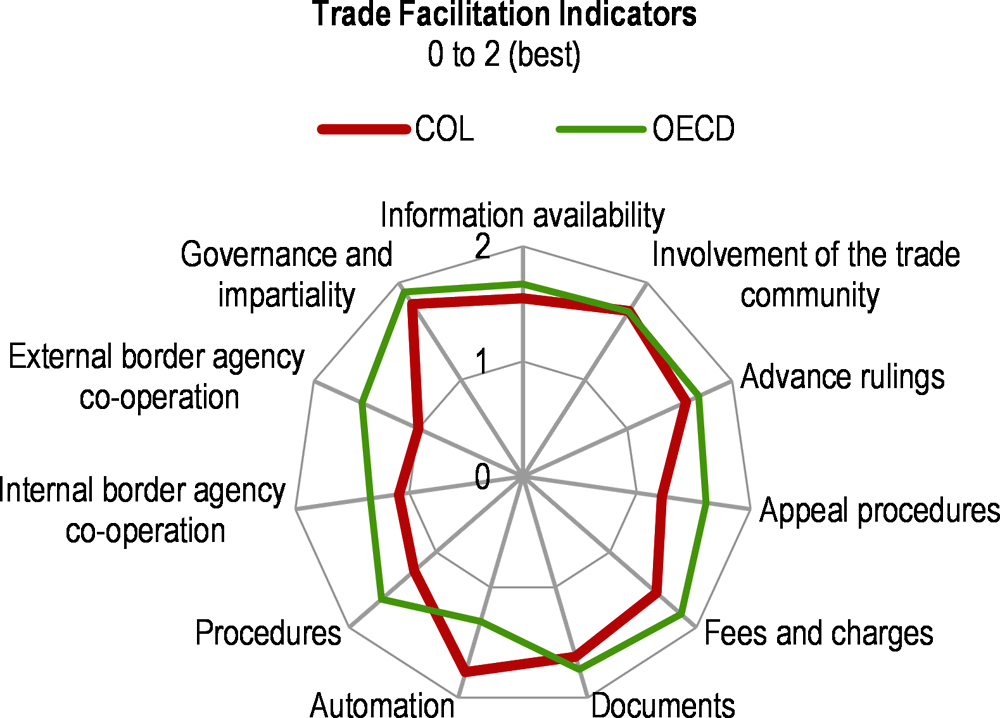 Trade Facilitation Indicators
0 to 2 (best)
COL
OECD
Information availability
2
Governance and
impartiality
Involvement of the trade
community
External border agency
co-operation
1
Advance rulings
0
Internal border agency
co-operation
Appeal procedures
Procedures
Fees and charges
Automation
Documents